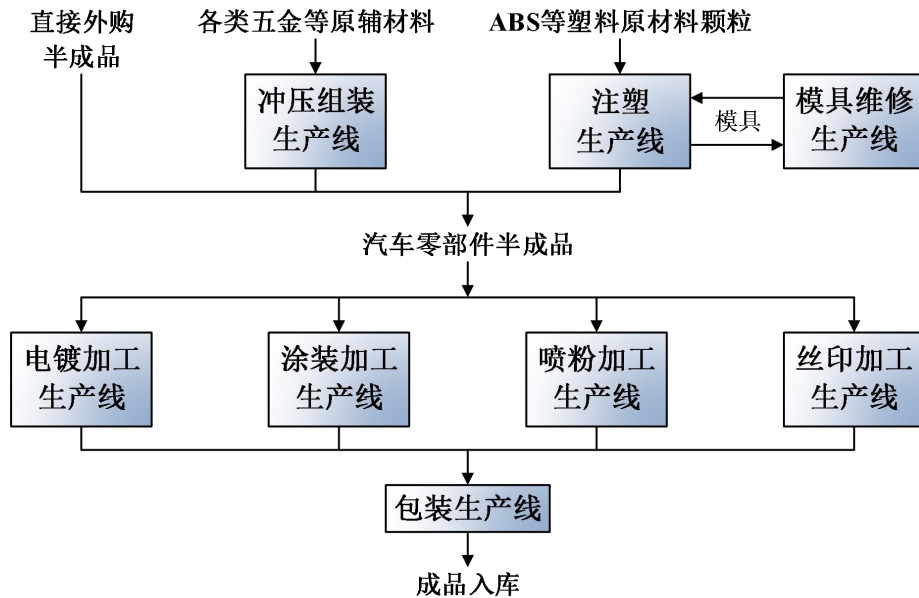 直接外购
半成品
各类五金等原辅材料
ABS等塑料原材料颗粒
冲压组装
生产线
注塑
生产线
模具
模具维修
生产线
汽车零部件半成品
电镀加工
生产线
涂装加工
生产线
喷粉加工
生产线
丝印加工
生产线
包装生产线
成品入库